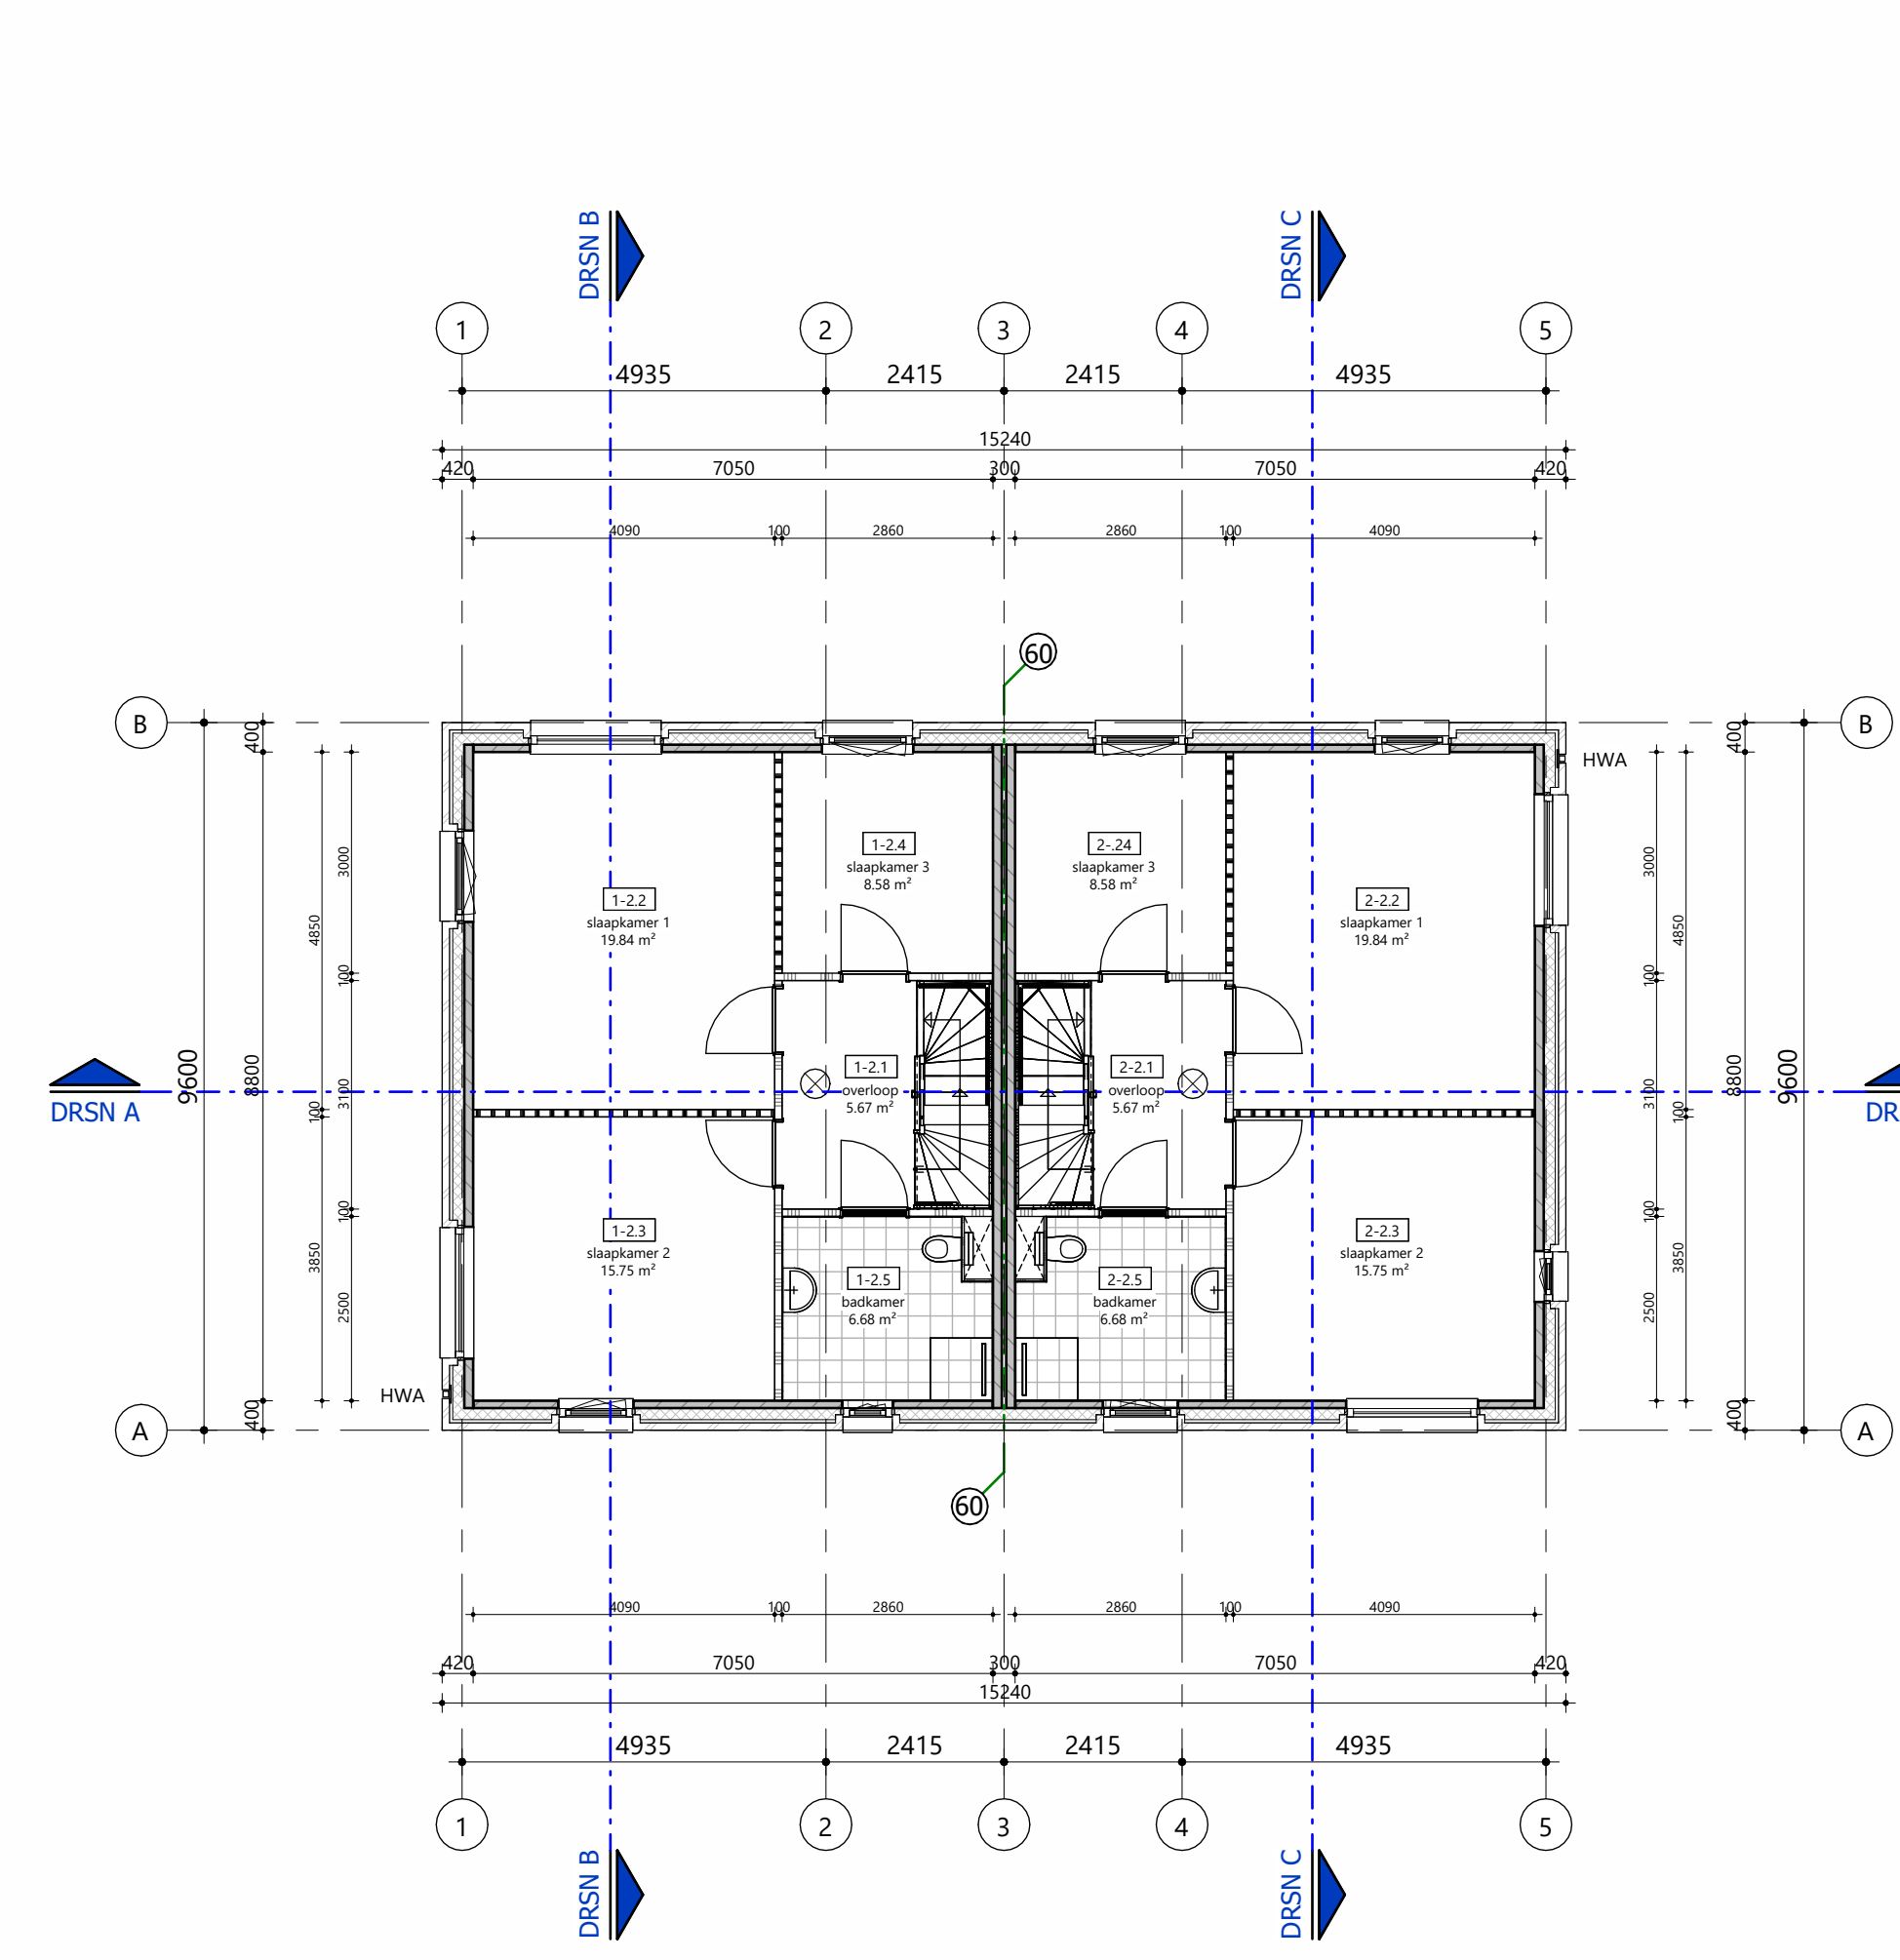 DRSN B
DRSN C
1
2
3
4
5
4935
2415
2415
4935
15240
420
7050
300
7050
420
4090
100
2860
2860
100
4090
60
B
B
400
400
HWA
3000
3000
1-2.4
slaapkamer 3
8.58 m²
2-.24
slaapkamer 3
8.58 m²
1-2.2
slaapkamer 1
19.84 m²
2-2.2
slaapkamer 1
19.84 m²
4850
4850
100
100
9600
8800
3100
100
1-2.1
overloop
5.67 m²
2-2.1
overloop
5.67 m²
3100
100
8800
9600
DRSN A
DR
100
100
1-2.3
slaapkamer 2
15.75 m²
2-2.3
slaapkamer 2
15.75 m²
3850
3850
1-2.5
badkamer
6.68 m²
2-2.5
badkamer
6.68 m²
2500
2500
HWA
400
400
A
A
60
4090
100
2860
2860
100
4090
420
7050
300
7050
420
15240
4935
2415
2415
4935
1
2
3
4
5
DRSN B
DRSN C